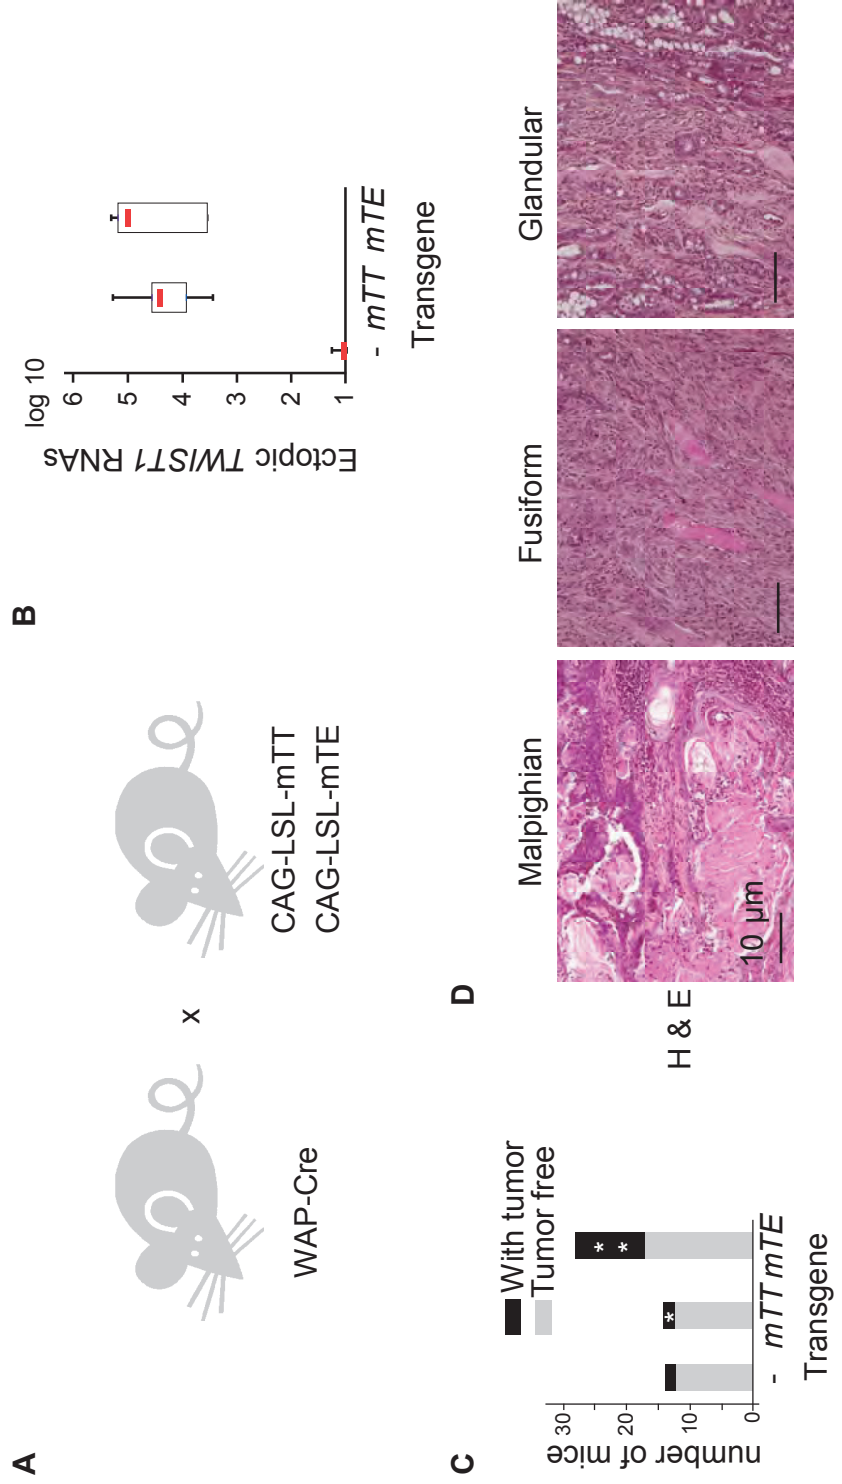 A
WAP-Cre
x
CAG-LSL-mTT
CAG-LSL-mTE
B
log 10
6
5
4
3
2
1
Ectopic TWIST1 RNAs
- mTT mTE
Transgene
C
With tumor
Tumor free
30
20
10
0
number of mice
*
* *
- mTT mTE
Transgene
D
Malpighian
Fusiform
Glandular
H & E
10 µm